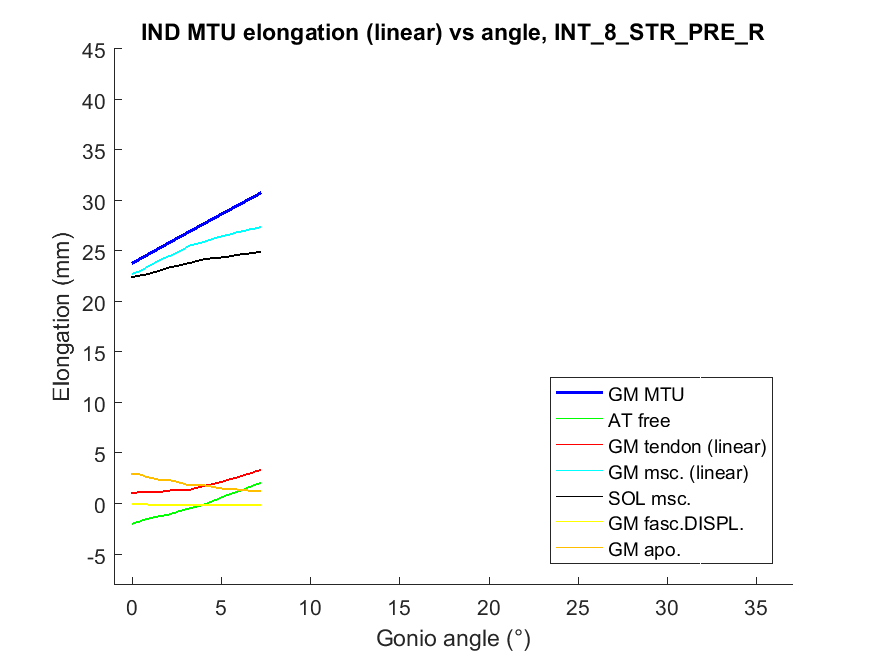 IND MTU elongation (linear) vs angle, INT_8_STR_PRE_R
45
40
35
30
25
20
15
10
5
0
-5
Elongation (mm)
GM MTU
AT free
GM tendon (linear)
GM msc. (linear)
SOL msc.
GM fasc.DISPL.
GM apo.
0 5 10 15 20 25 30 35
Gonio angle (°)